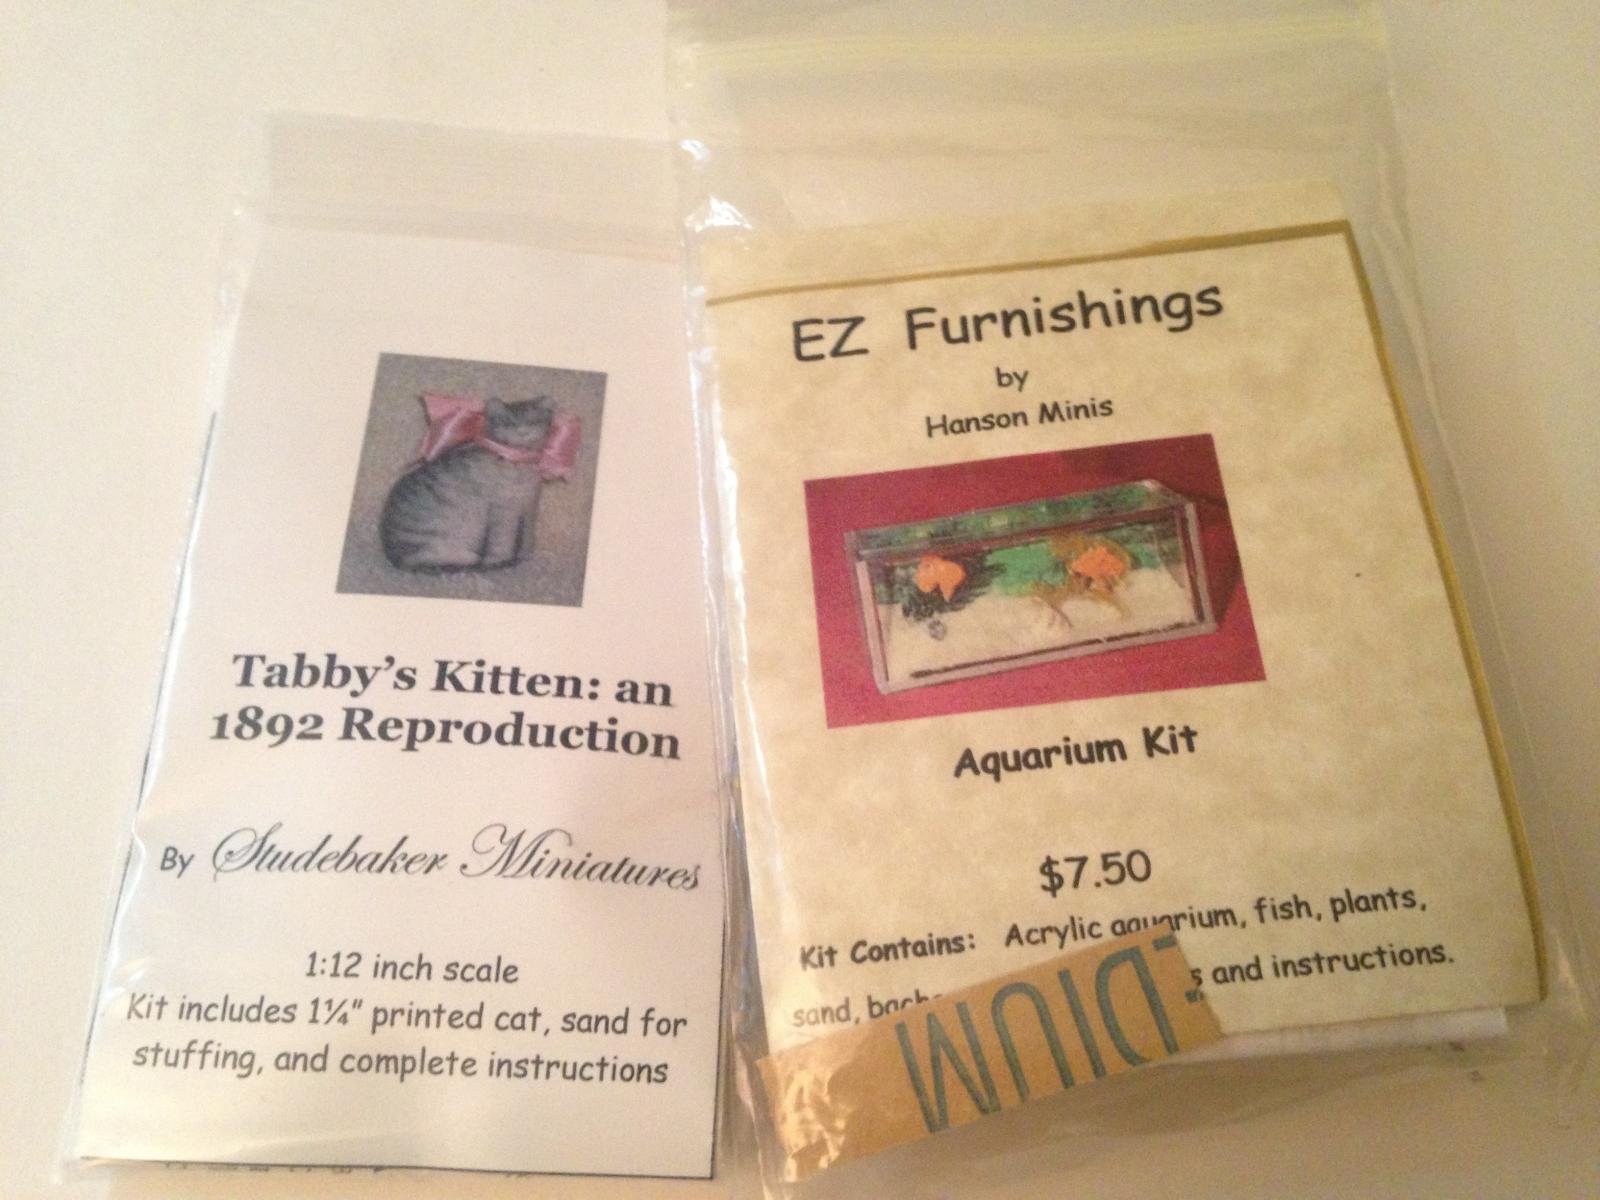 Tabby's Kitten: an
1892 Reproduction
By Studebaker Miniatures
1:12 inch scale
Kit includes 1¼" printed cat, sand for
stuffing, and complete instructions
EZ Furnishings
by
Hanson Minis
Aquarium Kit
$7.50
Kit Contains: Acrylic aquarium, fish, plants,
sand, and instructions.
DIUM